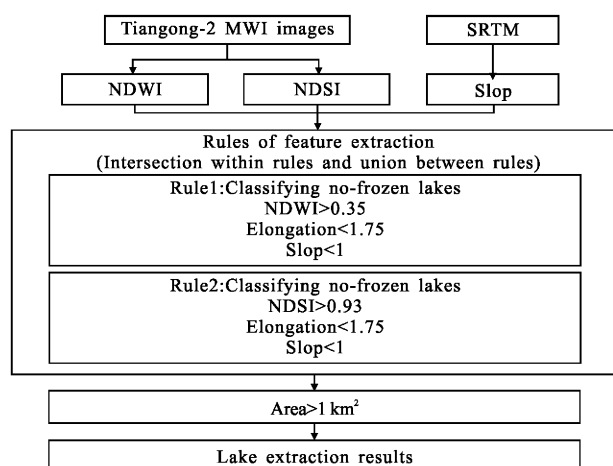 Tiangong-2 MWI images
SRTM
NDWI
NDSI
Slop
Rules of feature extraction
(Intersection within rules and union between rules)
Rule1:Classifying no-frozen lakes
NDWI>0.35
Elongation<1.75
Slop<1
Rule2:Classifying no-frozen lakes
NDSI>0.93
Elongation<1.75
Slop<1
Area>1 km²
Lake extraction results